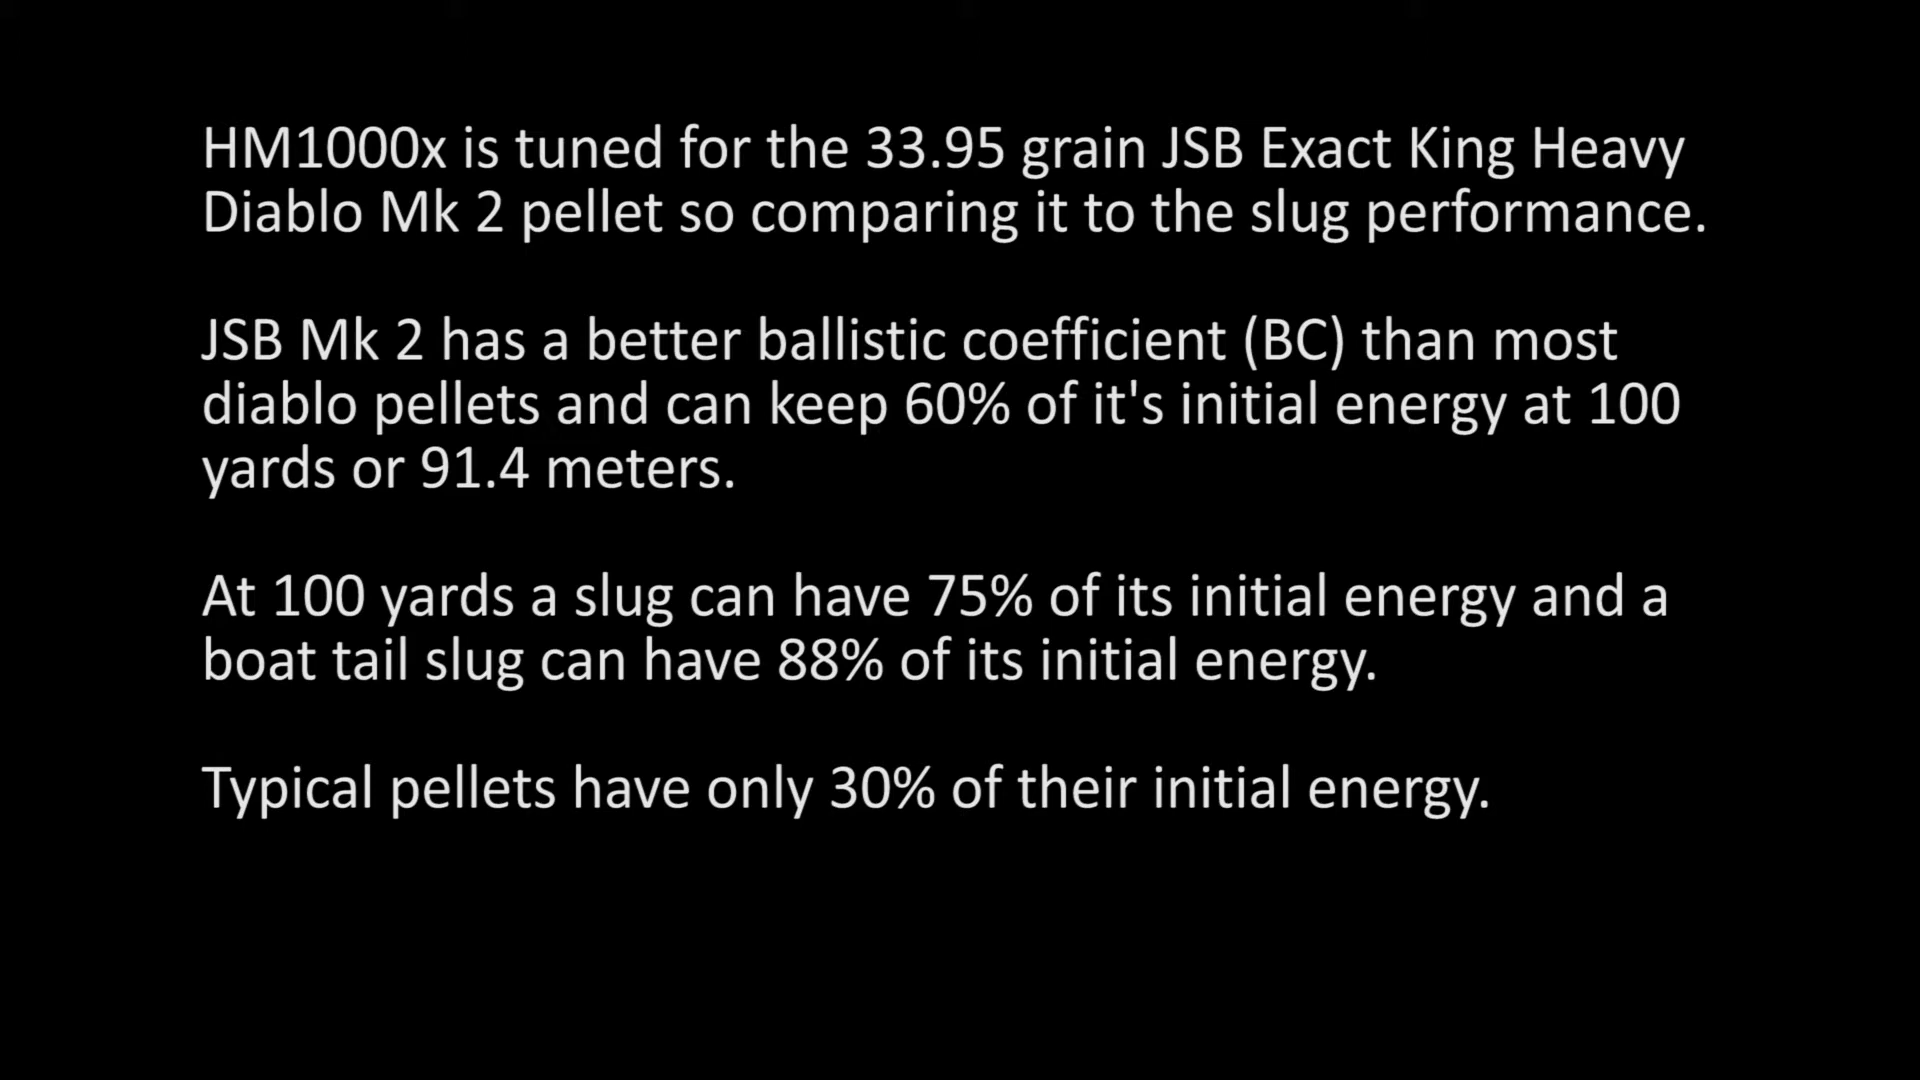 HM1000x is tuned for the 33.95 grain JSB Exact King Heavy
Diablo Mk 2 pellet so comparing it to the slug performance.
JSB Mk 2 has a better ballistic coefficient (BC) than most
diablo pellets and can keep 60% of it's initial energy at 100
yards or 91.4 meters.
At 100 yards a slug can have 75% of its initial energy and a
boat tail slug can have 88% of its initial energy.
Typical pellets have only 30% of their initial energy.